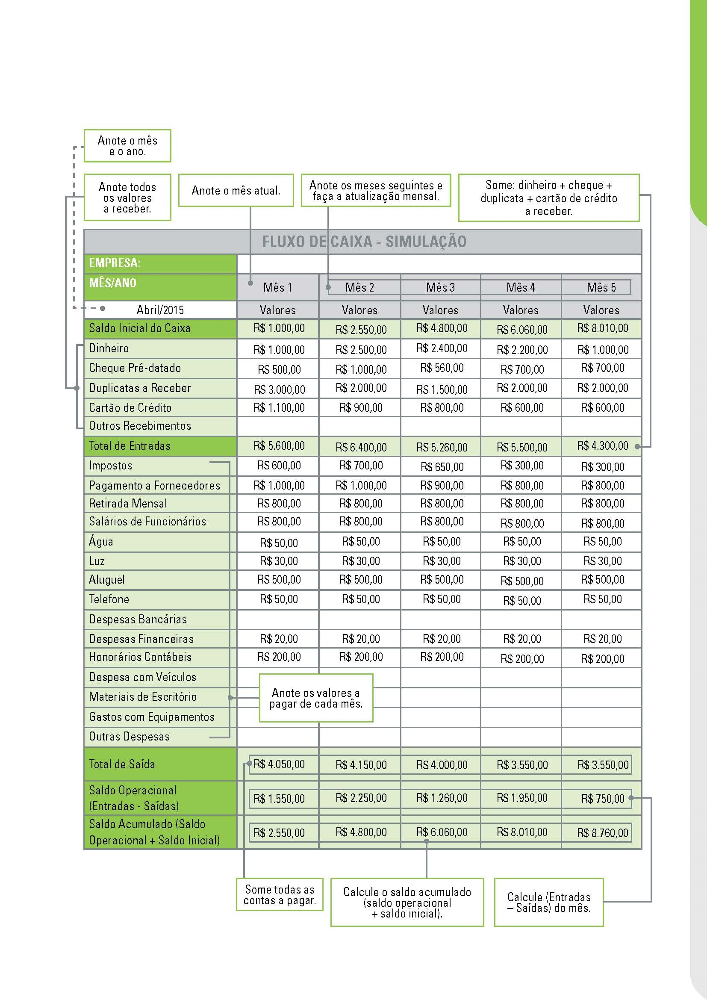 Anote o mês
e o ano.
Anote todos
os valores
a receber.
Anote o mês atual.
Anote os meses seguintes e
faça a atualização mensal.
Some: dinheiro + cheque +
duplicata + cartão de crédito
a receber.
FLUXO DE CAIXA - SIMULAÇÃO
EMPRESA:
MÊS/ANO Mês 1 Mês 2 Mês 3 Mês 4 Mês 5
Abril/2015 Valores Valores Valores Valores Valores
Saldo Inicial do Caixa R$ 1.000,00 R$ 2.550,00 R$ 4.800,00 R$ 6.060,00 R$ 8.010,00
Dinheiro R$ 1.000,00 R$ 2.500,00 R$ 2.400,00 R$ 2.200,00 R$ 1.000,00
Cheque Pré-datado R$ 500,00 R$ 1.000,00 R$ 560,00 R$ 700,00 R$ 700,00
Duplicatas a Receber R$ 3.000,00 R$ 2.000,00 R$ 1.500,00 R$ 2.000,00 R$ 2.000,00
Cartão de Crédito R$ 1.100,00 R$ 900,00 R$ 800,00 R$ 600,00 R$ 600,00
Outros Recebimentos
Total de Entradas R$ 5.600,00 R$ 6.400,00 R$ 5.260,00 R$ 5.500,00 R$ 4.300,00
Impostos R$ 600,00 R$ 700,00 R$ 650,00 R$ 300,00 R$ 300,00
Pagamento a Fornecedores R$ 1.000,00 R$ 1.000,00 R$ 900,00 R$ 800,00 R$ 800,00
Retirada Mensal R$ 800,00 R$ 800,00 R$ 800,00 R$ 800,00 R$ 800,00
Salários de Funcionários R$ 800,00 R$ 800,00 R$ 800,00 R$ 800,00 R$ 800,00
Água R$ 50,00 R$ 50,00 R$ 50,00 R$ 50,00 R$ 50,00
Luz R$ 30,00 R$ 30,00 R$ 30,00 R$ 30,00 R$ 30,00
Aluguel R$ 500,00 R$ 500,00 R$ 500,00 R$ 500,00 R$ 500,00
Telefone R$ 50,00 R$ 50,00 R$ 50,00 R$ 50,00 R$ 50,00
Despesas Bancárias
Despesas Financeiras R$ 20,00 R$ 20,00 R$ 20,00 R$ 20,00 R$ 20,00
Honorários Contábeis R$ 200,00 R$ 200,00 R$ 200,00 R$ 200,00 R$ 200,00
Despesa com Veículos
Materiais de Escritório
Gastos com Equipamentos
Outras Despesas
Anote os valores a
pagar de cada mês.
Total de Saída R$ 4.050,00 R$ 4.150,00 R$ 4.000,00 R$ 3.550,00 R$ 3.550,00
Saldo Operacional
(Entradas - Saídas) R$ 1.550,00 R$ 2.250,00 R$ 1.260,00 R$ 1.950,00 R$ 750,00
Saldo Acumulado (Saldo
Operacional + Saldo Inicial) R$ 2.550,00 R$ 4.800,00 R$ 6.060,00 R$ 8.010,00 R$ 8.760,00
Some todas as
contas a pagar.
Calcule o saldo acumulado
(saldo operacional
+ saldo inicial).
Calcule (Entradas
– Saídas) do mês.